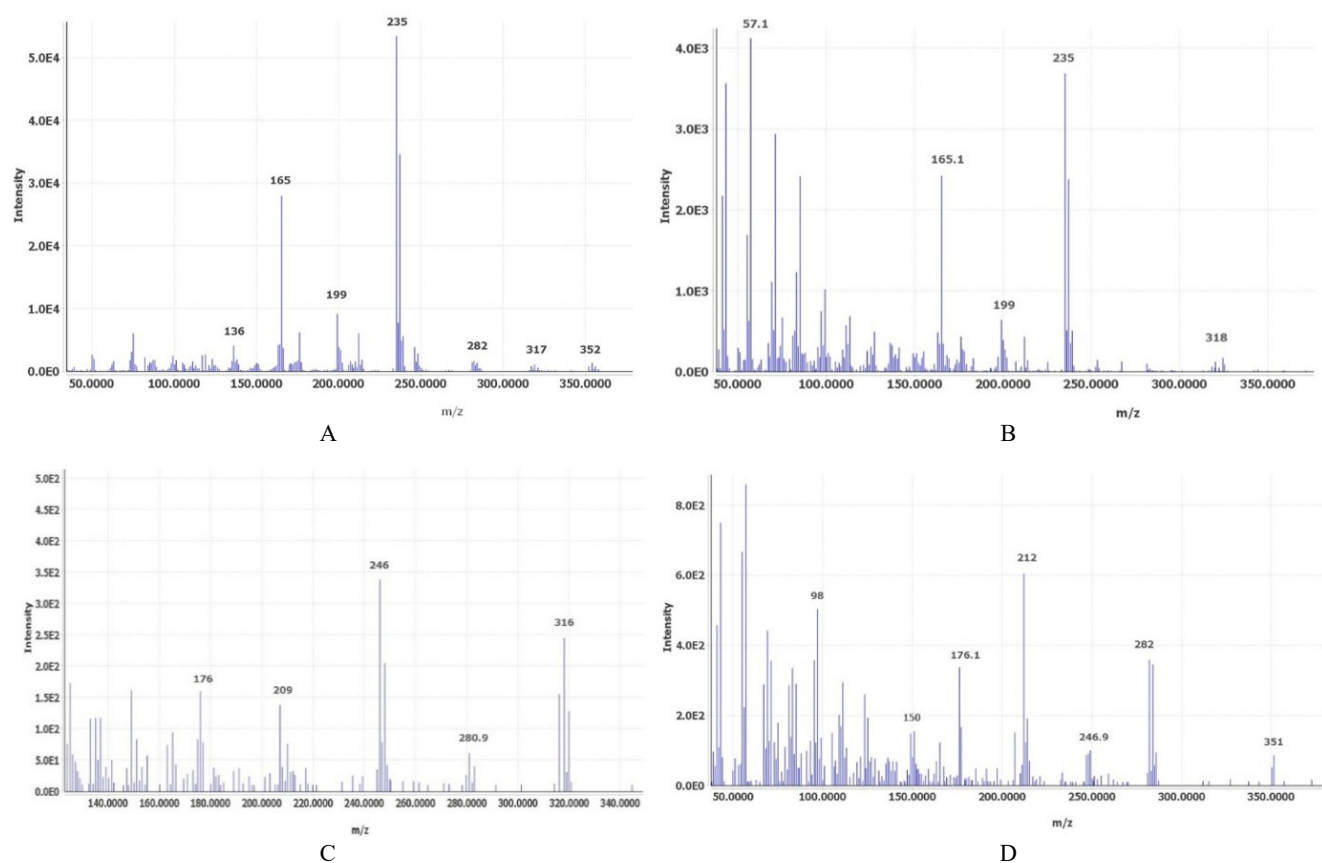 235
5.0E4
4.0E4
3.0E4
2.0E4
1.0E4
0.0E0
Intensity
165
199
136
282
317
352
50.0000 100.0000 150.0000 200.0000 250.0000 300.0000 350.0000
m/z
A
57.1
4.0E3
3.0E3
2.0E3
1.0E3
0.0E0
Intensity
235
165.1
199
318
50.0000 100.0000 150.0000 200.0000 250.0000 300.0000 350.0000
m/z
B
5.0E2
4.5E2
4.0E2
3.5E2
3.0E2
2.5E2
2.0E2
1.5E2
1.0E2
5.0E1
0.0E0
Intensity
246
316
176
209
280.9
140.0000 160.0000 180.0000 200.0000 220.0000 240.0000 260.0000 280.0000 300.0000 320.0000 340.0000
m/z
C
8.0E2
6.0E2
4.0E2
2.0E2
0.0E0
Intensity
212
98
176.1
282
150
246.9
351
50.0000 100.0000 150.0000 200.0000 250.0000 300.0000 350.0000
m/z
D